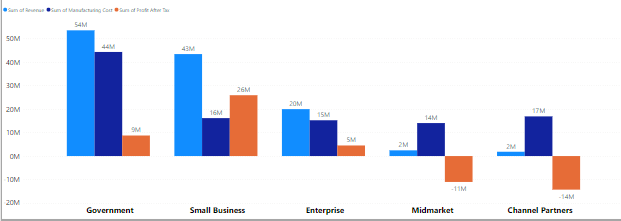 Sum of Revenue Sum of Manufacturing Cost Sum of Profit After Tax
54M
50M
44M
43M
40M
30M
26M
20M
20M
16M
15M
17M
14M
10M
9M
5M
2M
2M
0M
-10M
-11M
-14M
-20M
Government Small Business Enterprise Midmarket Channel Partners